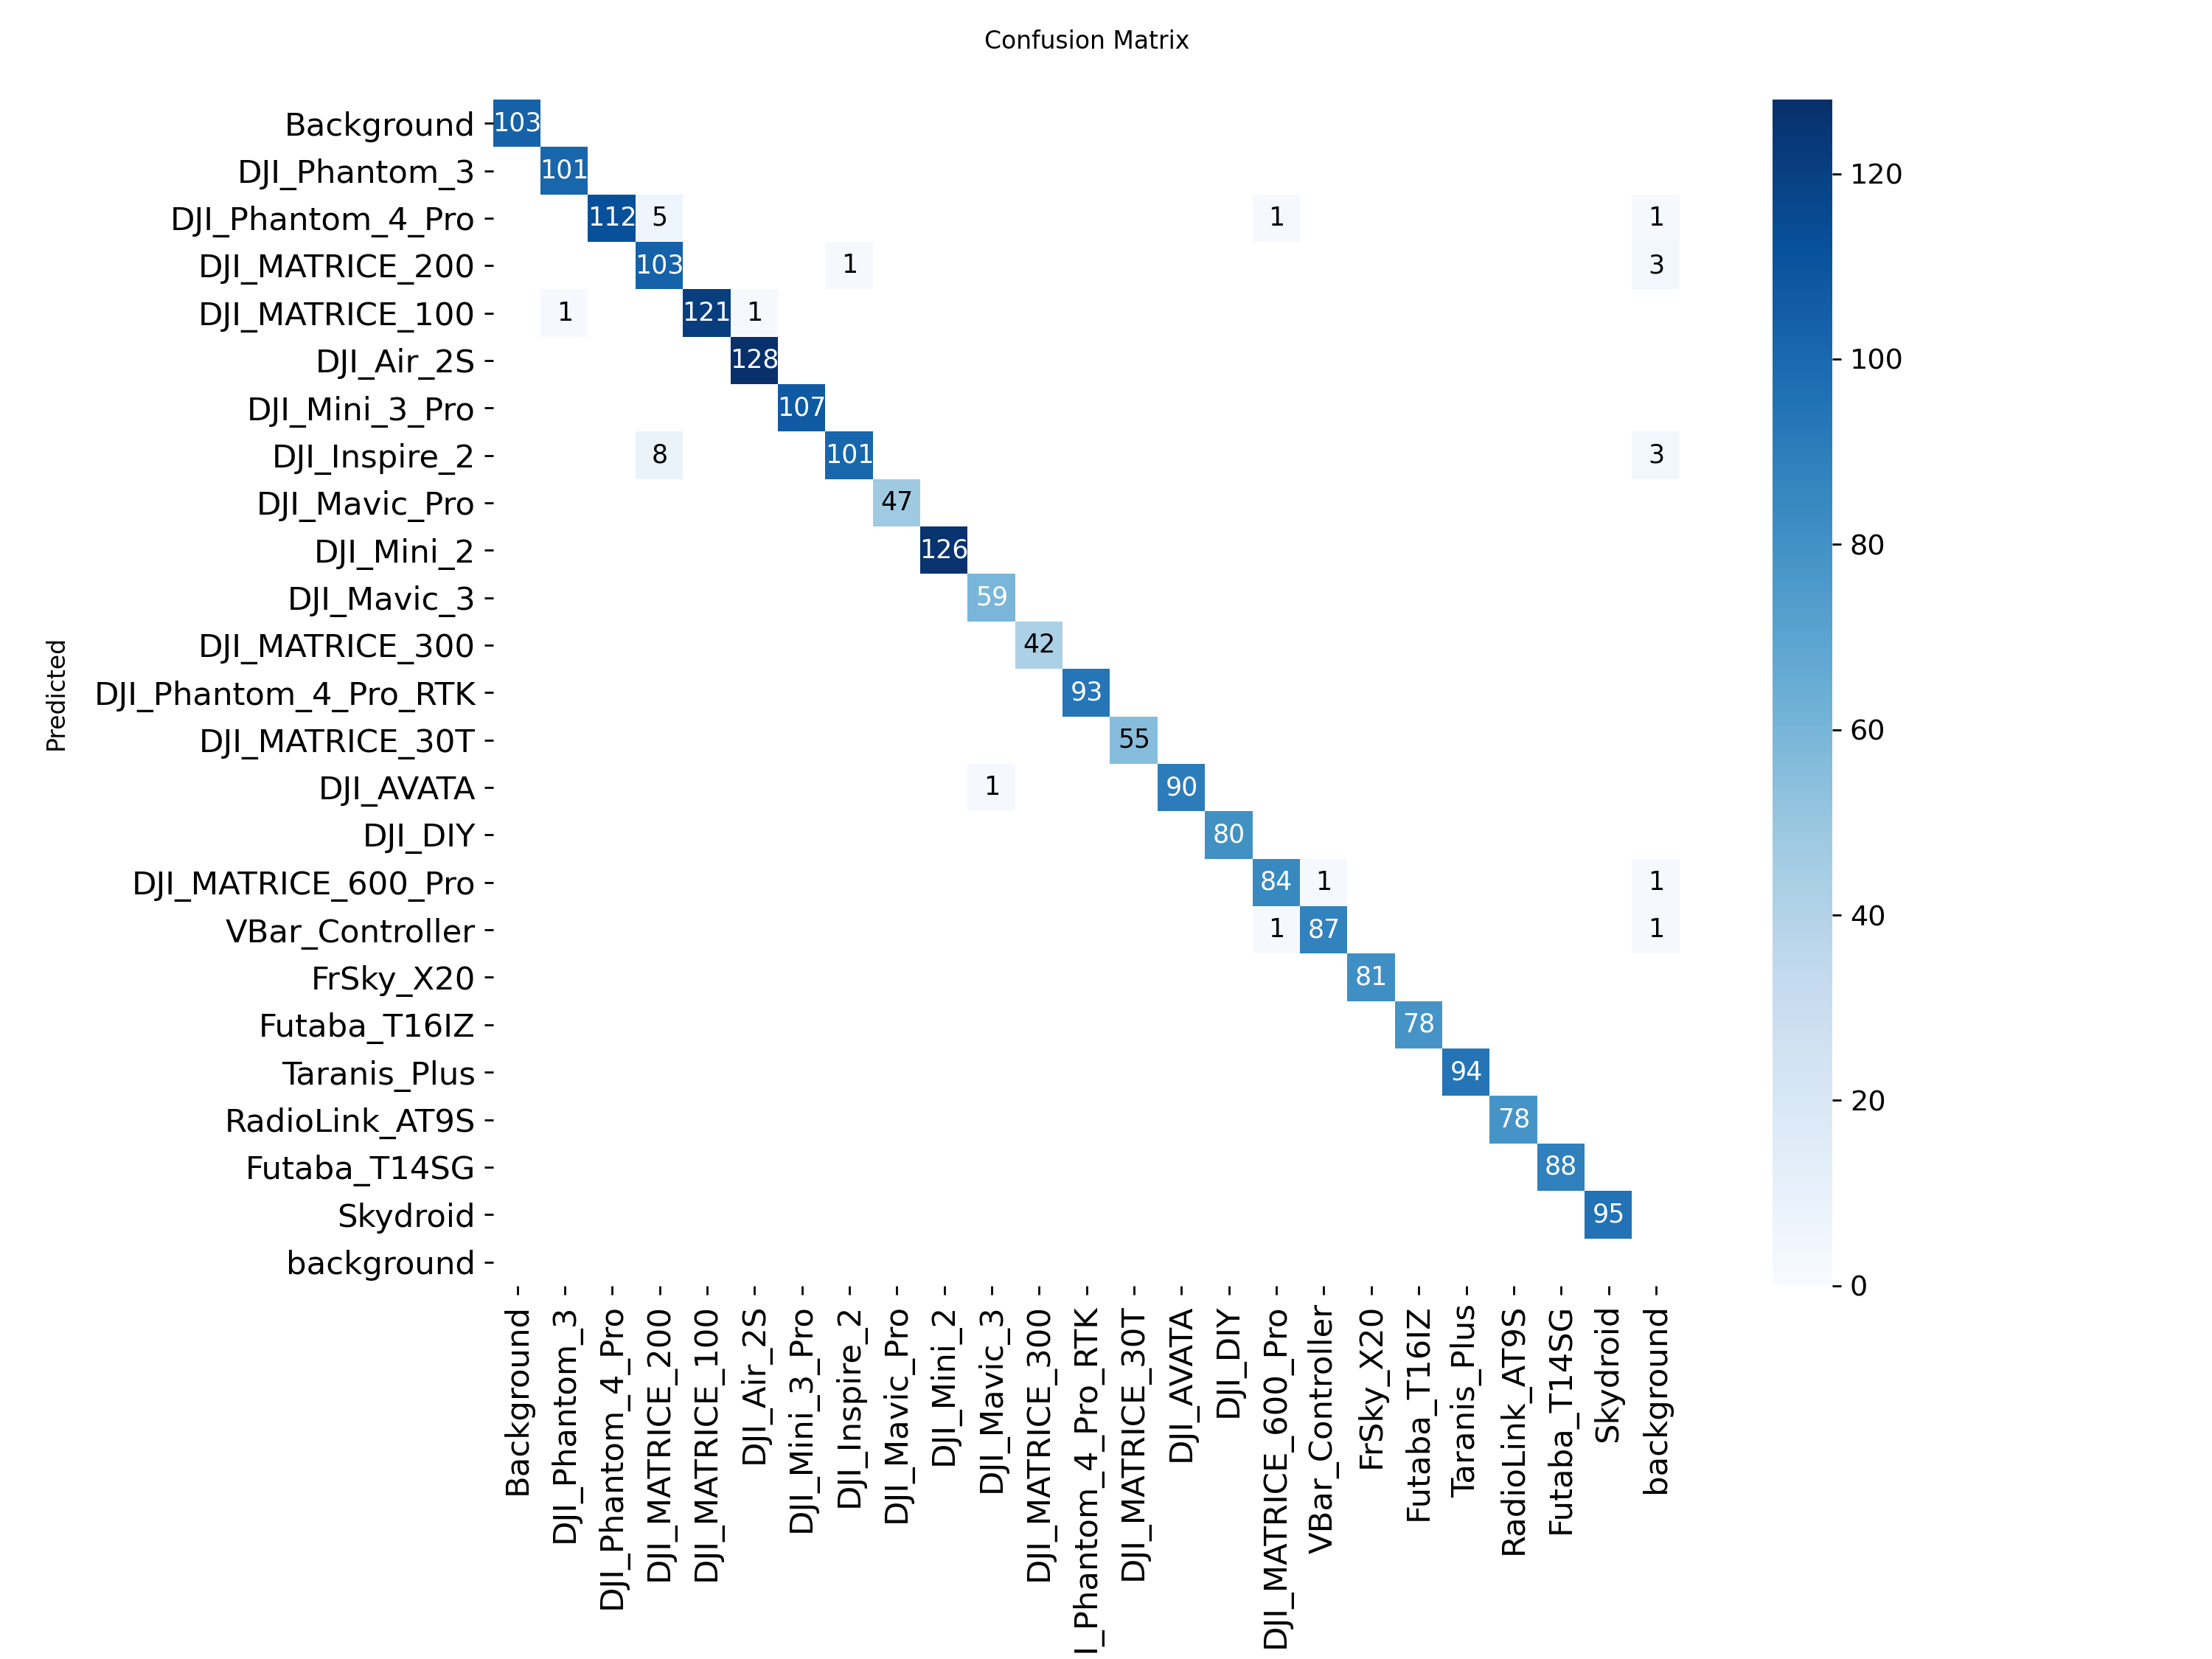 Confusion Matrix
Background 103
DJI_Phantom_3 101
DJI_Phantom_4_Pro 112 5 1 1
DJI_MATRICE_200 103 1 3
DJI_MATRICE_100 1 121 1
DJI_Air_2S 128
DJI_Mini_3_Pro 107
DJI_Inspire_2 8 101 3
DJI_Mavic_Pro 47
DJI_Mini_2 126
DJI_Mavic_3 59
DJI_MATRICE_300 42
DJI_Phantom_4_Pro_RTK 93
DJI_MATRICE_30T 55
DJI_AVATA 1 90
DJI_DIY 80
DJI_MATRICE_600_Pro 84 1 1
VBar_Controller 1 87 1
FrSky_X20 81
Futaba_T16IZ 78
Taranis_Plus 94
RadioLink_AT9S 78
Futaba_T14SG 88
Skydroid 95
background
Predicted
Background
DJI_Phantom_3
DJI_Phantom_4_Pro
DJI_MATRICE_200
DJI_MATRICE_100
DJI_Air_2S
DJI_Mini_3_Pro
DJI_Inspire_2
DJI_Mavic_Pro
DJI_Mini_2
DJI_Mavic_3
DJI_MATRICE_300
I_Phantom_4_Pro_RTK
DJI_MATRICE_30T
DJI_AVATA
DJI_DIY
DJI_MATRICE_600_Pro
VBar_Controller
FrSky_X20
Futaba_T16IZ
Taranis_Plus
RadioLink_AT9S
Futaba_T14SG
Skydroid
background
120
100
80
60
40
20
0